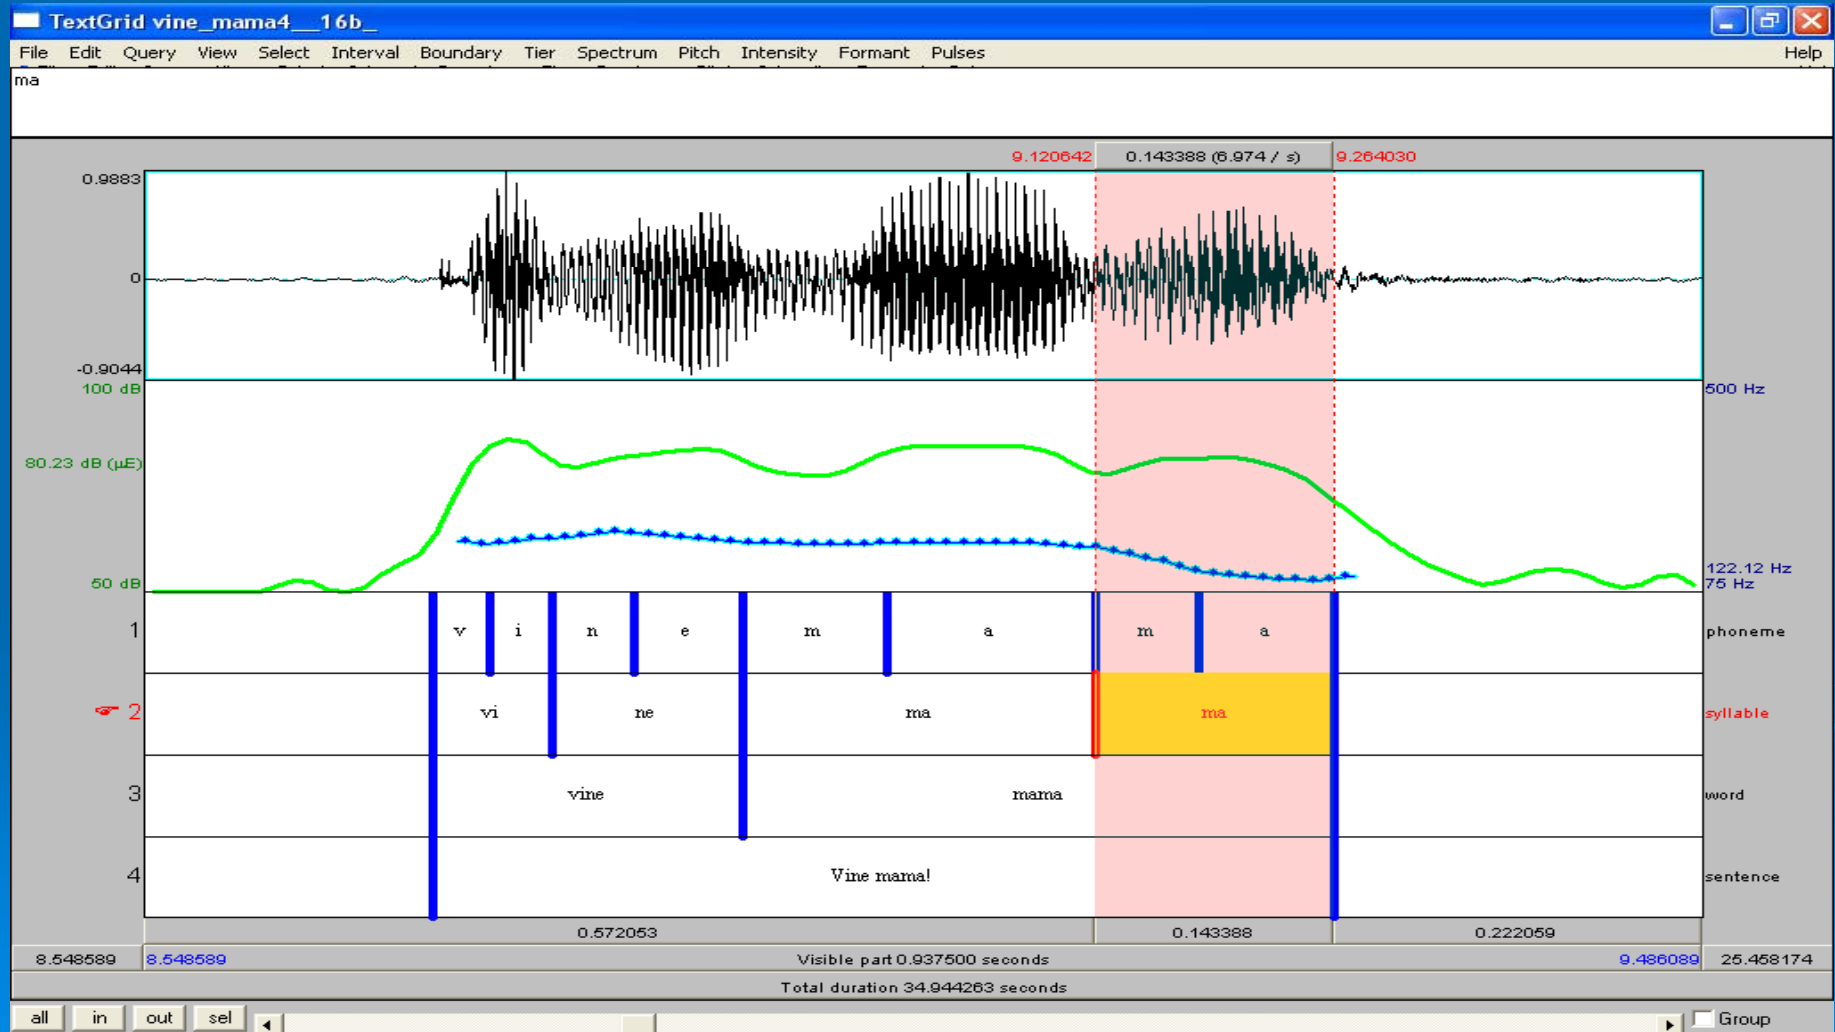 TextGrid vine_mama4__16b_
File Edit Query View Select Interval Boundary Tier Spectrum Pitch Intensity Formant Pulses Help
ma
9.120642 0.143388 (6.974 / s) 9.264030
0.9883
0
-0.9044
100 dB 500 Hz
80.23 dB (µE)
122.12 Hz
50 dB 75 Hz
1 v i n e m a m a phoneme
2 vi ne ma ma syllable
3 vine mama word
4 Vine mama! sentence
0.572053 0.143388 0.222059
8.548589 8.548589 Visible part 0.937500 seconds 9.486089 25.458174
Total duration 34.944263 seconds
all in out sel Group